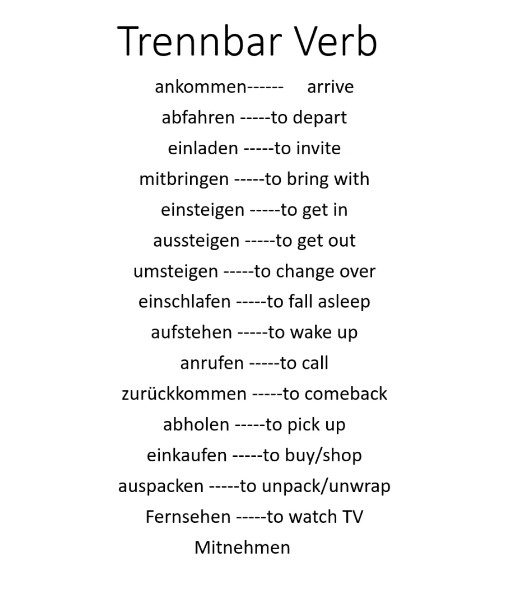 Trennbar Verb
ankommen------ arrive
abfahren -----to depart
einladen -----to invite
mitbringen -----to bring with
einsteigen -----to get in
aussteigen -----to get out
umsteigen -----to change over
einschlafen -----to fall asleep
aufstehen -----to wake up
anrufen -----to call
zurückkommen -----to comeback
abholen -----to pick up
einkaufen -----to buy/shop
auspacken -----to unpack/unwrap
Fernsehen -----to watch TV
Mitnehmen